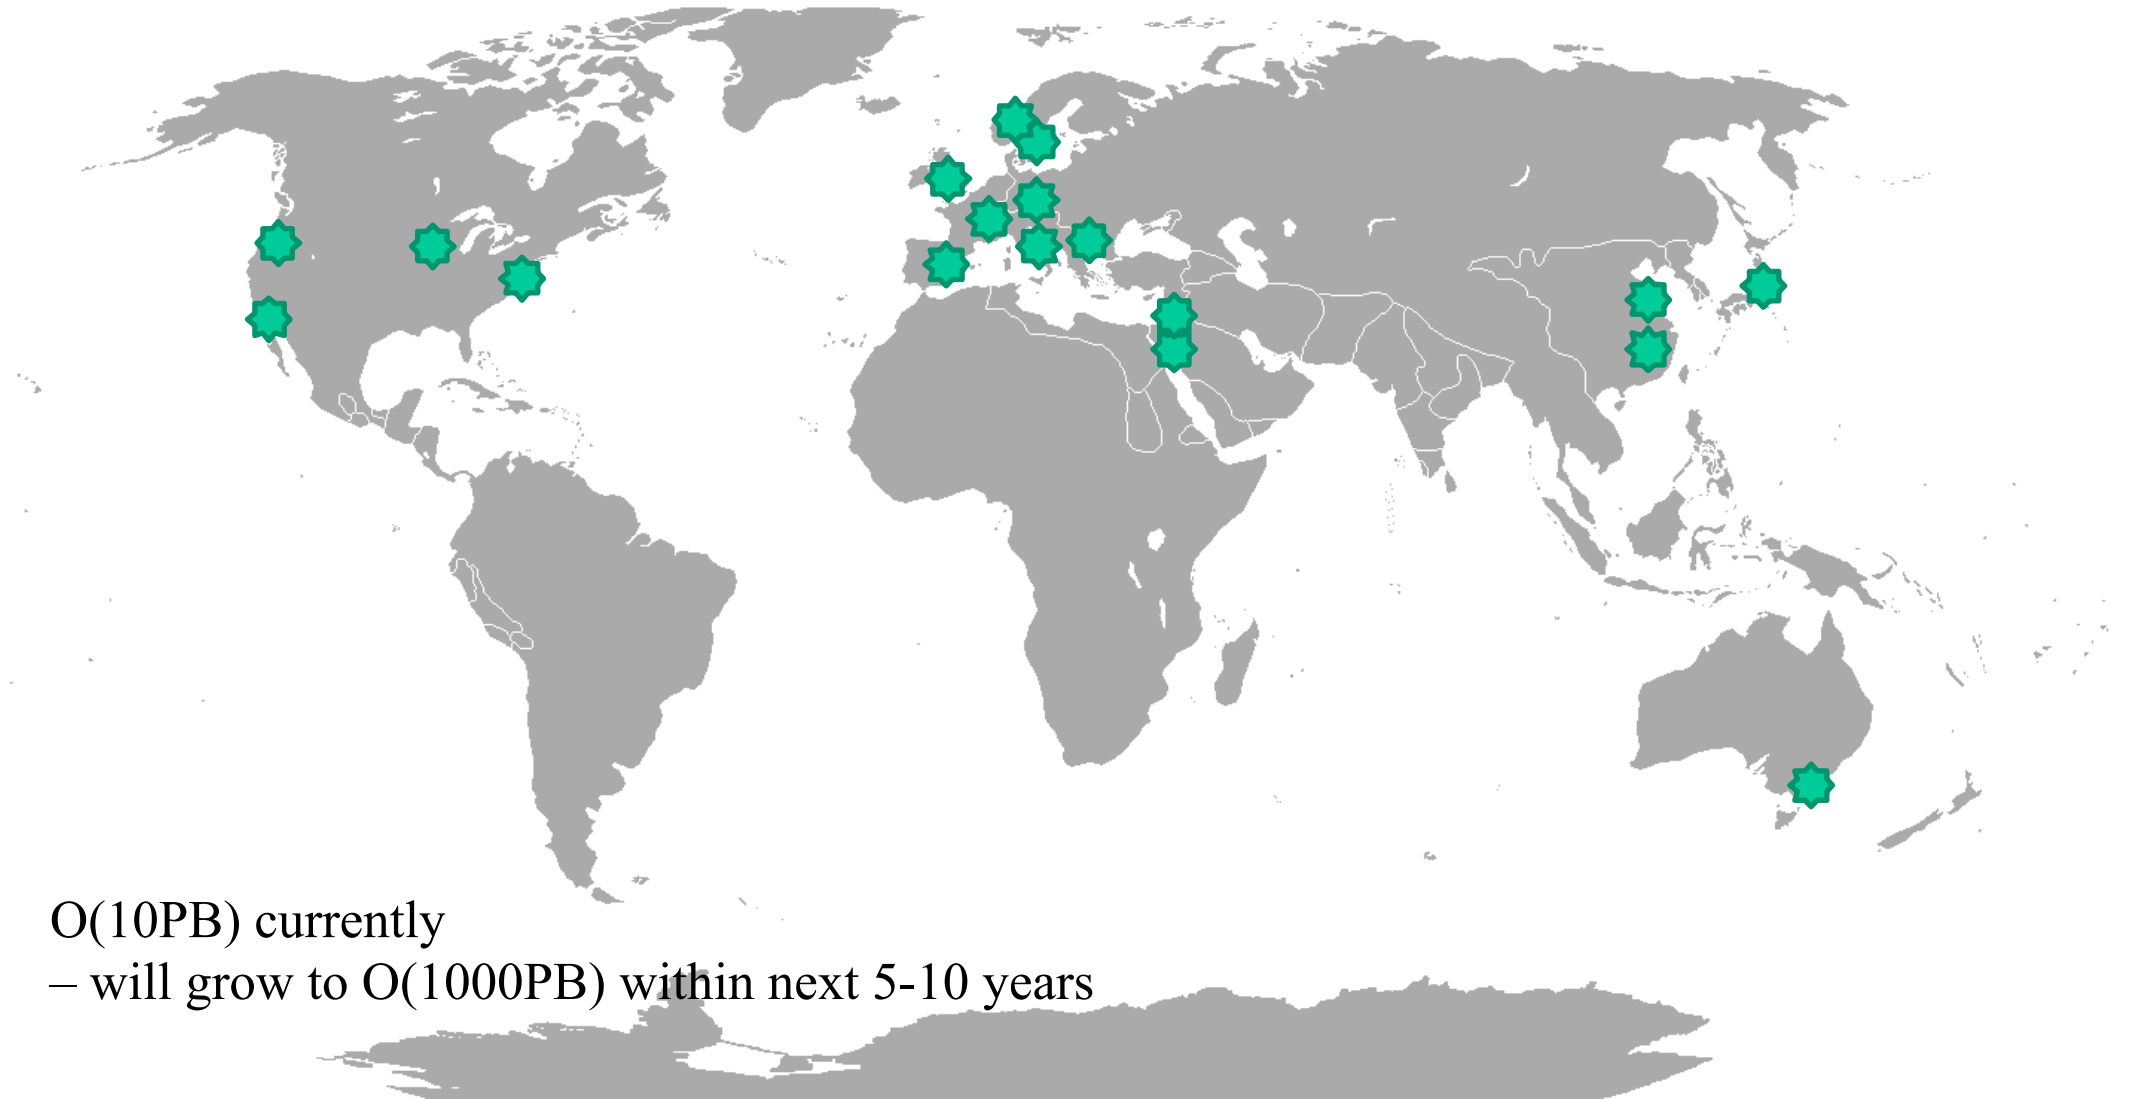 O(10PB) currently
– will grow to O(1000PB) within next 5-10 years